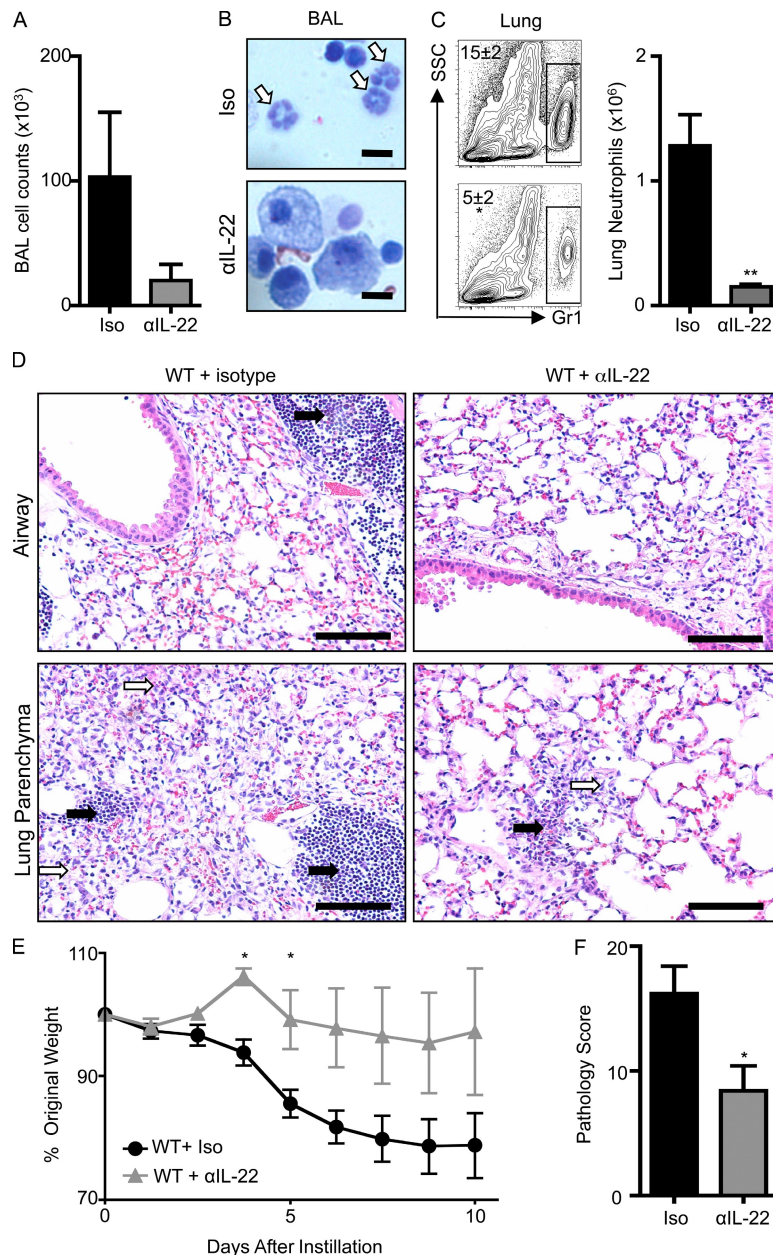 A
BAL cell counts (x10³)
200
100
0
Iso
αIL-22
B
BAL
Iso
αIL-22
C
Lung
SSC
15±2
5±2
*
Gr1
Lung Neutrophils (x10⁶)
2
1
0
**
Iso
αIL-22
D
WT + isotype
WT + αIL-22
Airway
Lung Parenchyma
E
% Original Weight
110
90
70
*
*
WT+ Iso
WT + αIL-22
0
5
10
Days After Instillation
F
Pathology Score
20
10
0
*
Iso
αIL-22